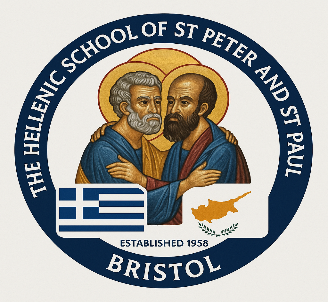 THE HELLENIC SCHOOL OF ST PETER AND ST PAUL
ESTABLISHED 1958
BRISTOL